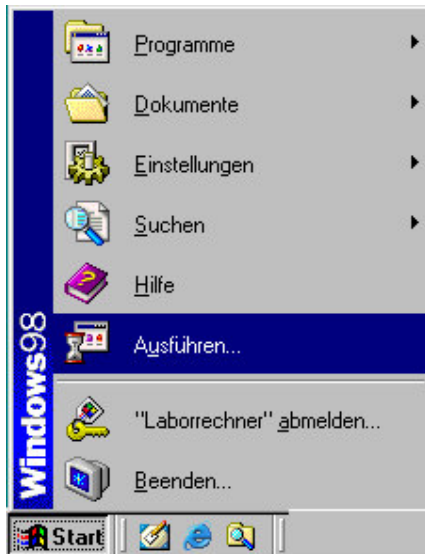 Programme
Dokumente
Einstellungen
Suchen
Hilfe
Ausführen...
"Laborrechner" abmelden...
Beenden...
Windows98
Start